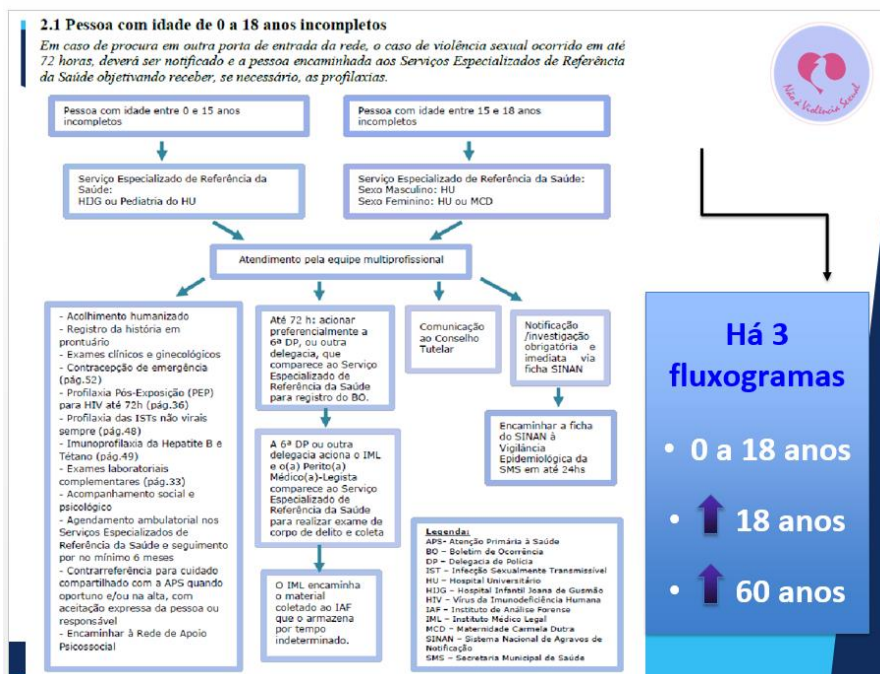 2.1 Pessoa com idade de 0 a 18 anos incompletos
Em caso de procura em outra porta de entrada da rede, o caso de violência sexual ocorrido em até
72 horas, deverá ser notificado e a pessoa encaminhada aos Serviços Especializados de Referência
da Saúde objetivando receber, se necessário, as profilaxias.
Não à Violência Sexual
Pessoa com idade entre 0 e 15 anos
incompletos
Pessoa com idade entre 15 e 18 anos
incompletos
Serviço Especializado de Referência da
Saúde:
HIJG ou Pediatria do HU
Serviço Especializado de Referência da Saúde:
Sexo Masculino: HU
Sexo Feminino: HU ou MCD
Atendimento pela equipe multiprofissional
- Acolhimento humanizado
- Registro da história em
prontuário
- Exames clínicos e ginecológicos
- Contracepção de emergência
(pág.52)
- Profilaxia Pós-Exposição (PEP)
para HIV até 72h (pág.36)
- Profilaxia das ISTs não virais
sempre (pág.48)
- Imunoprofilaxia da Hepatite B e
Tétano (pág.49)
- Exames laboratoriais
complementares (pág.33)
- Acompanhamento social e
psicológico
- Agendamento ambulatorial nos
Serviços Especializados de
Referência da Saúde e seguimento
por no mínimo 6 meses
- Contrarreferência para cuidado
compartilhado com a APS quando
oportuno e/ou na alta, com
aceitação expressa da pessoa ou
responsável
- Encaminhar à Rede de Apoio
Psicossocial
Até 72 h: acionar
preferencialmente a
6ª DP, ou outra
delegacia, que
comparece ao Serviço
Especializado de
Referência da Saúde
para registro do BO.
A 6ª DP ou outra
delegacia aciona o IML
e o(a) Perito(a)
Médico(a)-Legista
comparece ao Serviço
Especializado de
Referência da Saúde
para realizar exame de
corpo de delito e coleta
O IML encaminha
o material
coletado ao IAF
que o armazena
por tempo
indeterminado.
Comunicação
ao Conselho
Tutelar
Notificação
/investigação
obrigatória e
imediata via
ficha SINAN
Encaminhar a ficha
do SINAN à
Vigilância
Epidemiológica da
SMS em até 24hs
Legenda:
APS- Atenção Primária à Saúde
BO – Boletim de Ocorrência
DP – Delegacia de Polícia
IST – Infecção Sexualmente Transmissível
HU – Hospital Universitário
HIJG – Hospital Infantil Joana de Gusmão
HIV – Vírus da Imunodeficiência Humana
IAF – Instituto de Análise Forense
IML – Instituto Médico Legal
MCD – Maternidade Carmela Dutra
SINAN – Sistema Nacional de Agravos de
Notificação
SMS – Secretaria Municipal de Saúde
Há 3
fluxogramas
• 0 a 18 anos
• 18 anos
• 60 anos